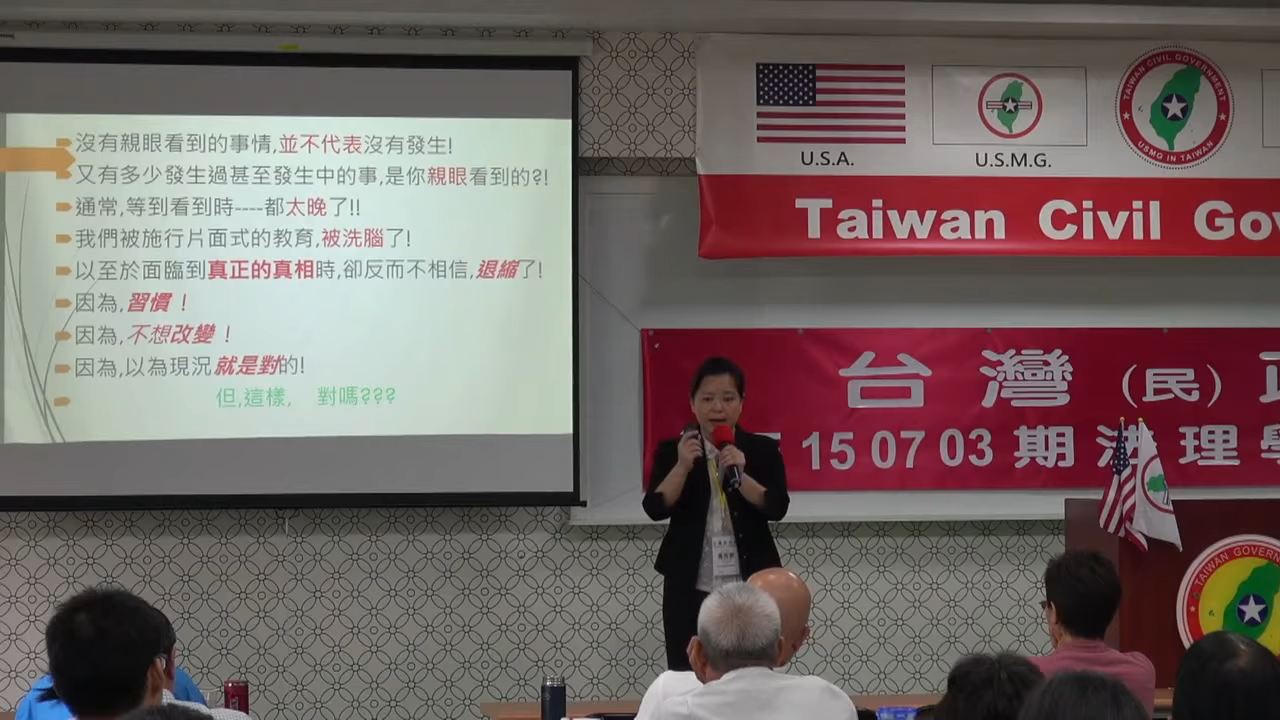 沒有親眼看到的事情,並不代表沒有發生!
又有多少發生過甚至發生中的事,是你親眼看到的?!
通常,等到看到時----都太晚了!!
我們被施行片面式的教育,被洗腦了!
以至於面臨到真正的真相時,卻反而不相信,退縮了!
因為,習慣!
因為,不想改變!
因為,以為現況就是對的!
但,這樣, 對嗎???
U.S.A.
U.S.M.G.
TAIWAN CIVIL GOVERNMENT
USMG IN TAIWAN
Taiwan Civil Go
台灣(民)
15 07 03 期法理學
TAIWAN GOVERN